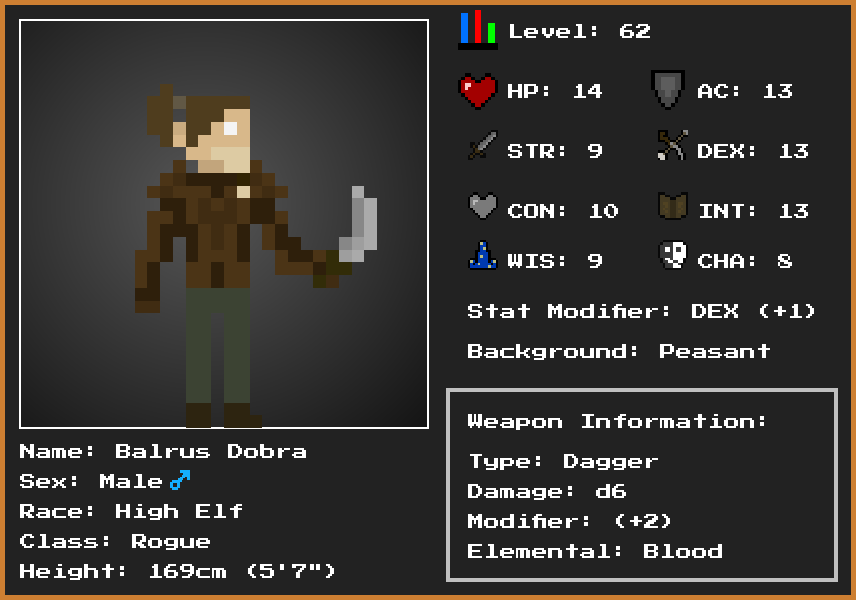 Level: 62
HP: 14
AC: 13
STR: 9
DEX: 13
CON: 10
INT: 13
WIS: 9
CHA: 8
Stat Modifier: DEX (+1)
Background: Peasant
Weapon Information:
Type: Dagger
Damage: d6
Modifier: (+2)
Elemental: Blood
Name: Balrus Dobra
Sex: Male ♂
Race: High Elf
Class: Rogue
Height: 169cm (5'7")